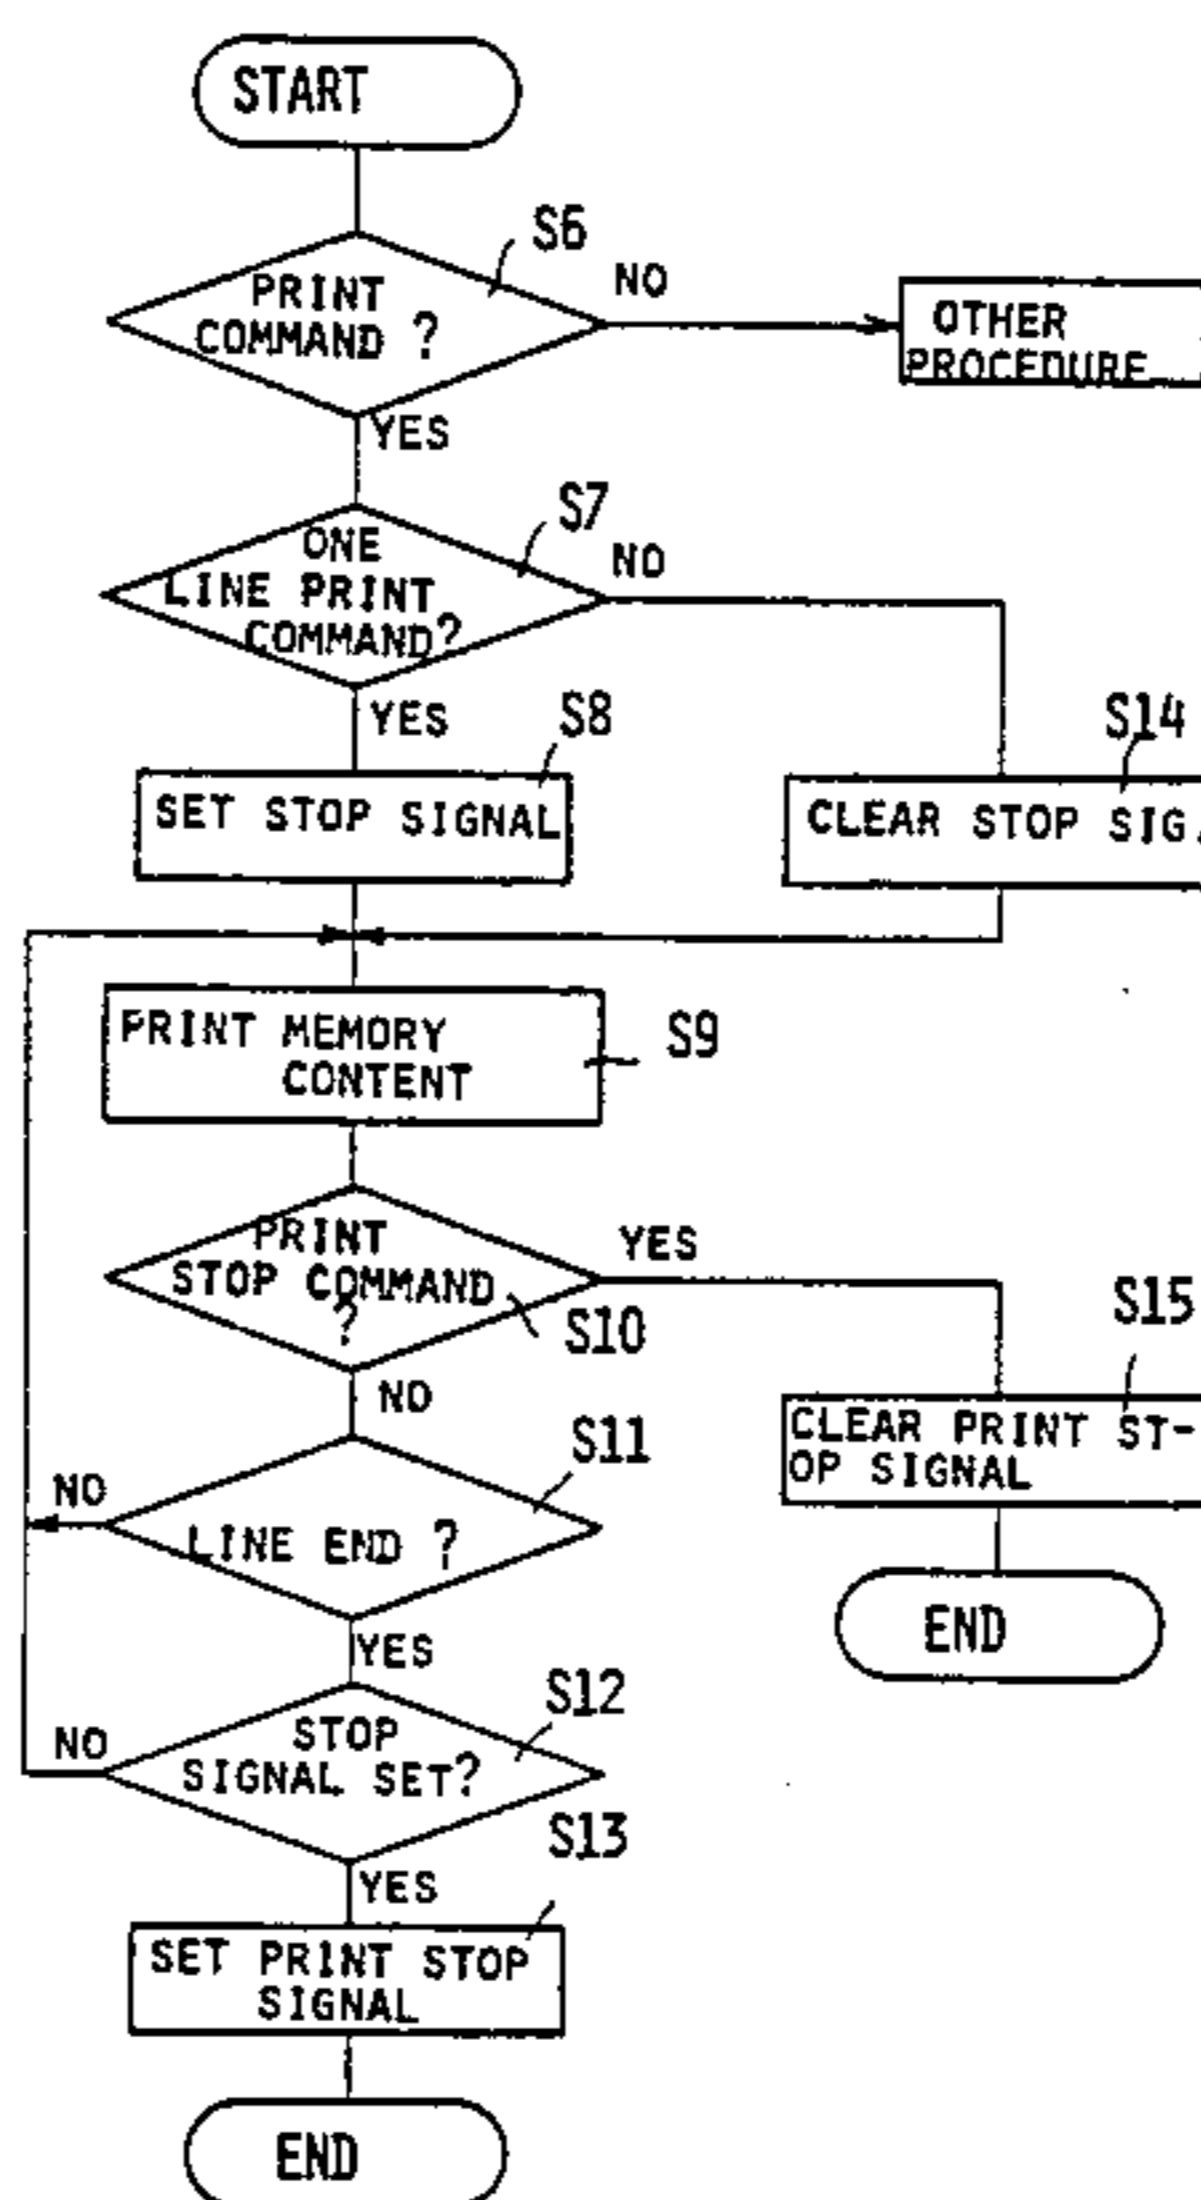 START
S6
PRINT
COMMAND ?
NO
OTHER
PROCEDURE
YES
S7
ONE
LINE PRINT
COMMAND?
NO
YES
S8
SET STOP SIGNAL
S14
CLEAR STOP SIG.
PRINT MEMORY
CONTENT
S9
PRINT
STOP COMMAND
?
YES
S10
NO
S15
CLEAR PRINT ST-
OP SIGNAL
END
S11
NO
LINE END ?
YES
S12
NO
STOP
SIGNAL SET?
S13
YES
SET PRINT STOP
SIGNAL
END